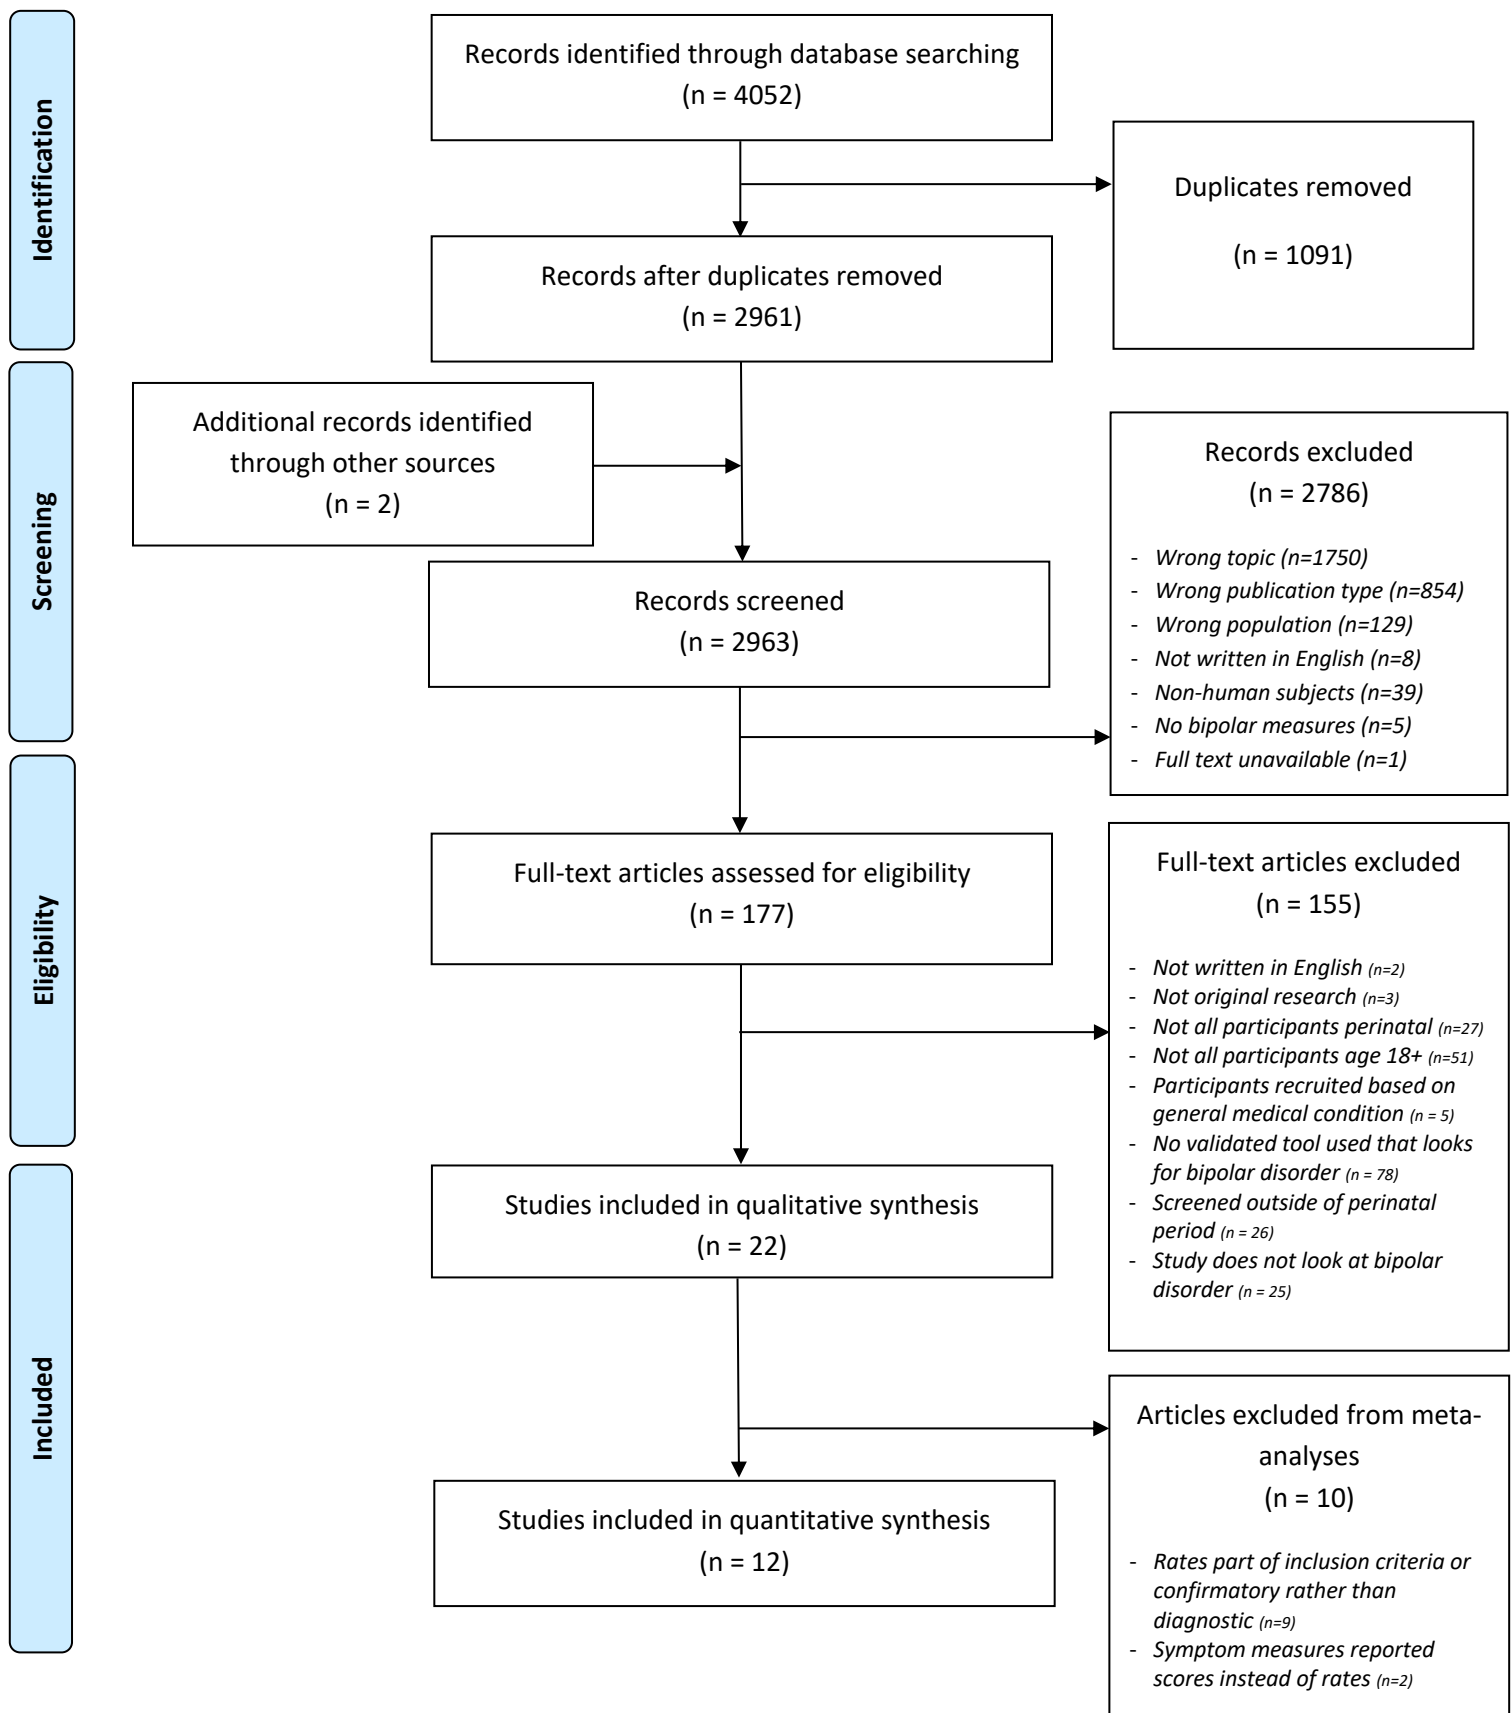 Identification
Records identified through database searching
(n = 4052)
Duplicates removed
(n = 1091)
Records after duplicates removed
(n = 2961)
Screening
Additional records identified
through other sources
(n = 2)
Records screened
(n = 2963)
Records excluded
(n = 2786)
- Wrong topic (n=1750)
- Wrong publication type (n=854)
- Wrong population (n=129)
- Not written in English (n=8)
- Non-human subjects (n=39)
- No bipolar measures (n=5)
- Full text unavailable (n=1)
Eligibility
Full-text articles assessed for eligibility
(n = 177)
Full-text articles excluded
(n = 155)
- Not written in English (n=2)
- Not original research (n=3)
- Not all participants perinatal (n=27)
- Not all participants age 18+ (n=51)
- Participants recruited based on
general medical condition (n = 5)
- No validated tool used that looks
for bipolar disorder (n = 78)
- Screened outside of perinatal
period (n = 26)
- Study does not look at bipolar
disorder (n = 25)
Included
Studies included in qualitative synthesis
(n = 22)
Articles excluded from meta-
analyses
(n = 10)
- Rates part of inclusion criteria or
confirmatory rather than
diagnostic (n=9)
- Symptom measures reported
scores instead of rates (n=2)
Studies included in quantitative synthesis
(n = 12)